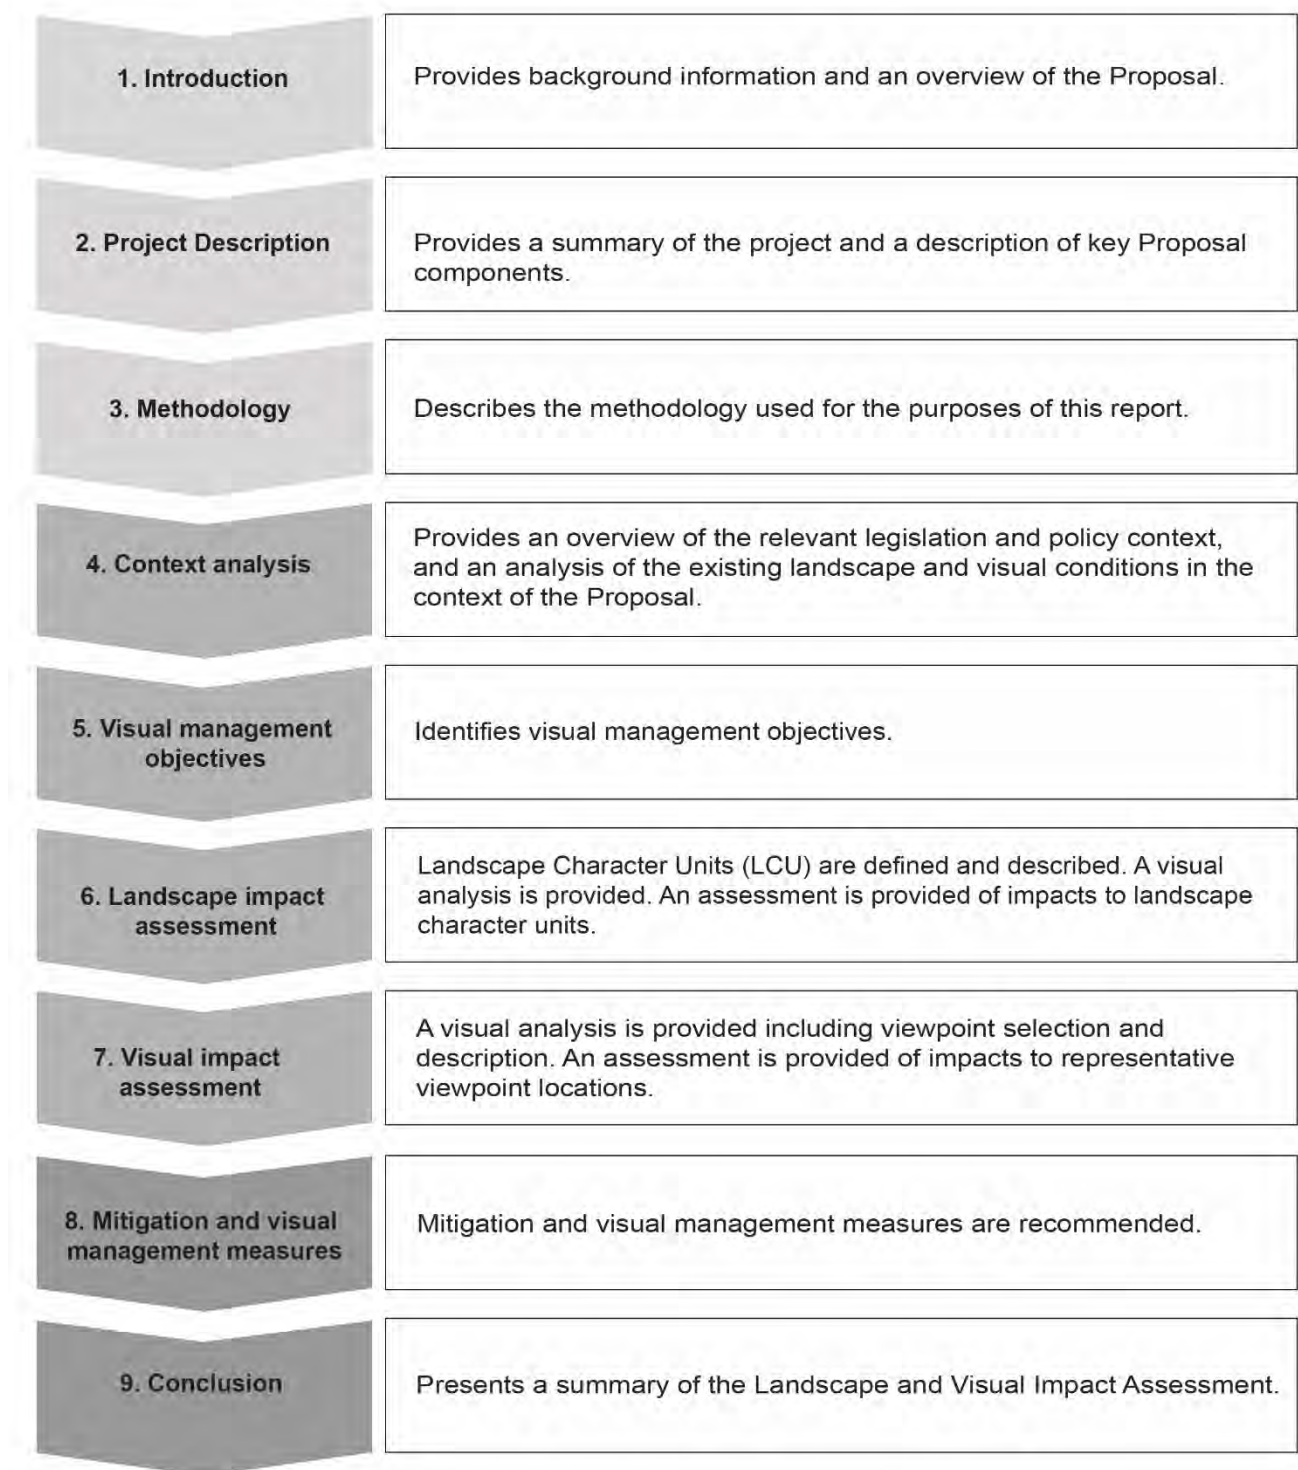 1. Introduction
Provides background information and an overview of the Proposal.
2. Project Description
Provides a summary of the project and a description of key Proposal
components.
3. Methodology
Describes the methodology used for the purposes of this report.
4. Context analysis
Provides an overview of the relevant legislation and policy context,
and an analysis of the existing landscape and visual conditions in the
context of the Proposal.
5. Visual management
objectives
Identifies visual management objectives.
6. Landscape impact
assessment
Landscape Character Units (LCU) are defined and described. A visual
analysis is provided. An assessment is provided of impacts to landscape
character units.
7. Visual impact
assessment
A visual analysis is provided including viewpoint selection and
description. An assessment is provided of impacts to representative
viewpoint locations.
8. Mitigation and visual
management measures
Mitigation and visual management measures are recommended.
9. Conclusion
Presents a summary of the Landscape and Visual Impact Assessment.